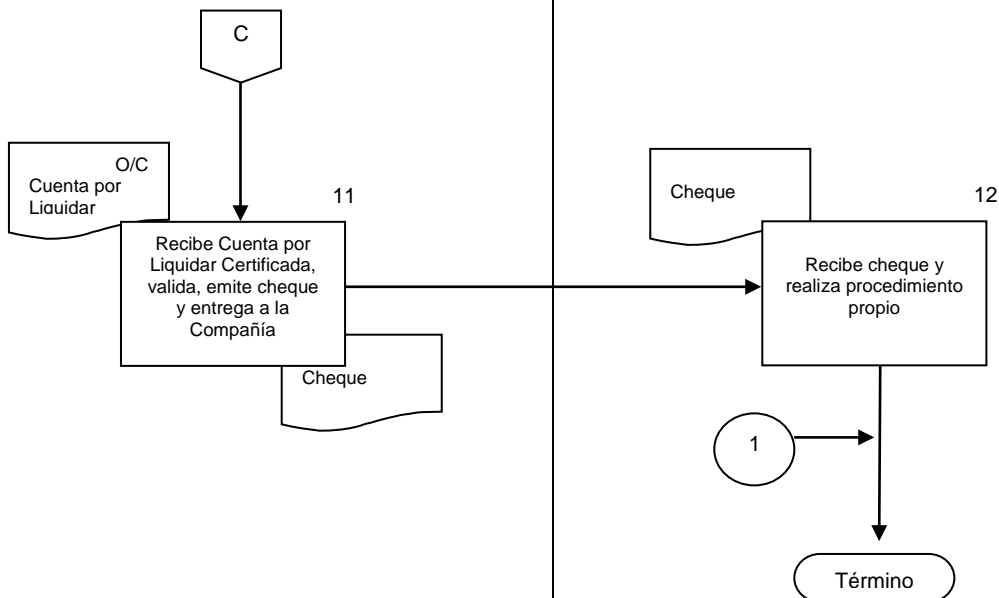 C
O/C
Cuenta por
Liquidar
11
Recibe Cuenta por
Liquidar Certificada,
valida, emite cheque
y entrega a la
Compañía
Cheque
Cheque
12
Recibe cheque y
realiza procedimiento
propio
1
Término